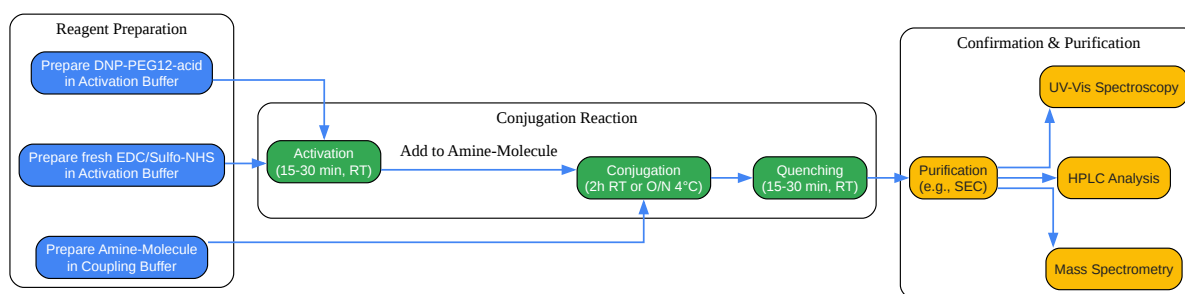 Reagent Preparation
Prepare DNP-PEG12-acid
in Activation Buffer
Prepare fresh EDC/Sulfo-NHS
in Activation Buffer
Prepare Amine-Molecule
in Coupling Buffer
Conjugation Reaction
Activation
(15-30 min, RT)
Add to Amine-Molecule
Conjugation
(2h RT or O/N 4°C)
Quenching
(15-30 min, RT)
Confirmation & Purification
Purification
(e.g., SEC)
UV-Vis Spectroscopy
HPLC Analysis
Mass Spectrometry